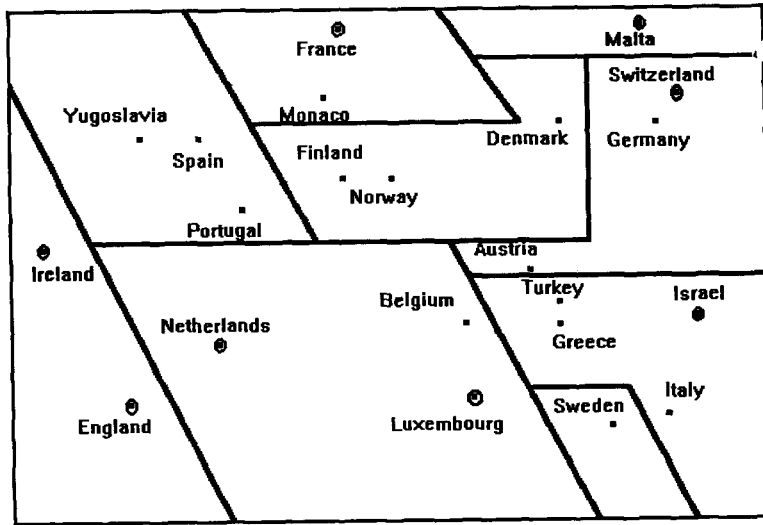 Malta
France
Switzerland
Monaco
Yugoslavia
Denmark
Germany
Spain
Finland
Norway
Portugal
Austria
Ireland
Turkey
Israel
Belgium
Netherlands
Greece
Italy
Sweden
England
Luxembourg